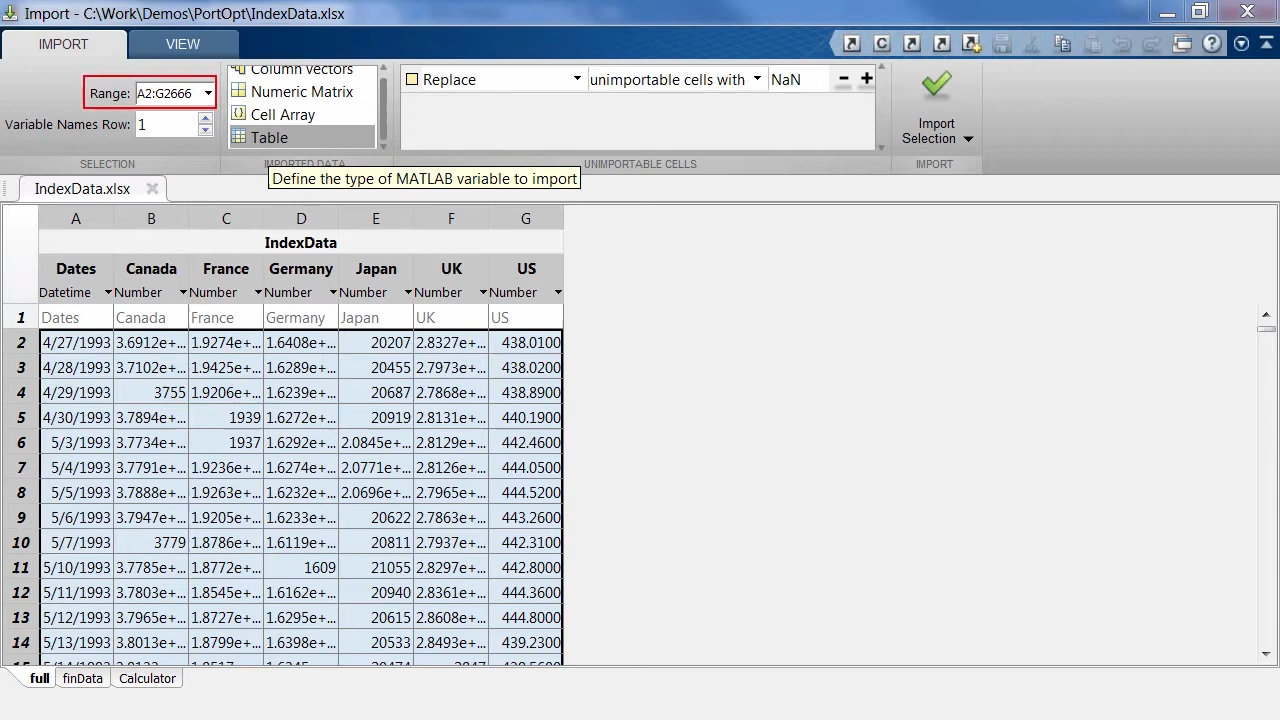 Import - C:\Work\Demos\PortOpt\IndexData.xlsx
IMPORT VIEW
Range: A2:G2666
Variable Names Row: 1
SELECTION
Column vectors
Numeric Matrix
Cell Array
Table
IMPORTED DATA
Replace unimportable cells with NaN
UNIMPORTABLE CELLS
Import
Selection
IMPORT
Define the type of MATLAB variable to import
IndexData.xlsx
A B C D E F G
IndexData
Dates Canada France Germany Japan UK US
Datetime Number Number Number Number Number Number
1 Dates Canada France Germany Japan UK US
2 4/27/1993 3.6912e+... 1.9274e+... 1.6408e+... 20207 2.8327e+... 438.0100
3 4/28/1993 3.7102e+... 1.9425e+... 1.6289e+... 20455 2.7973e+... 438.0200
4 4/29/1993 3755 1.9206e+... 1.6239e+... 20687 2.7868e+... 438.8900
5 4/30/1993 3.7894e+... 1939 1.6272e+... 20919 2.8131e+... 440.1900
6 5/3/1993 3.7734e+... 1937 1.6292e+... 2.0845e+... 2.8129e+... 442.4600
7 5/4/1993 3.7791e+... 1.9236e+... 1.6274e+... 2.0771e+... 2.8126e+... 444.0500
8 5/5/1993 3.7888e+... 1.9263e+... 1.6232e+... 2.0696e+... 2.7965e+... 444.5200
9 5/6/1993 3.7947e+... 1.9205e+... 1.6233e+... 20622 2.7863e+... 443.2600
10 5/7/1993 3779 1.8786e+... 1.6119e+... 20811 2.7937e+... 442.3100
11 5/10/1993 3.7785e+... 1.8772e+... 1609 21055 2.8297e+... 442.8000
12 5/11/1993 3.7803e+... 1.8545e+... 1.6162e+... 20940 2.8361e+... 444.3600
13 5/12/1993 3.7965e+... 1.8727e+... 1.6295e+... 20615 2.8608e+... 444.8000
14 5/13/1993 3.8013e+... 1.8799e+... 1.6398e+... 20533 2.8493e+... 439.2300
full finData Calculator